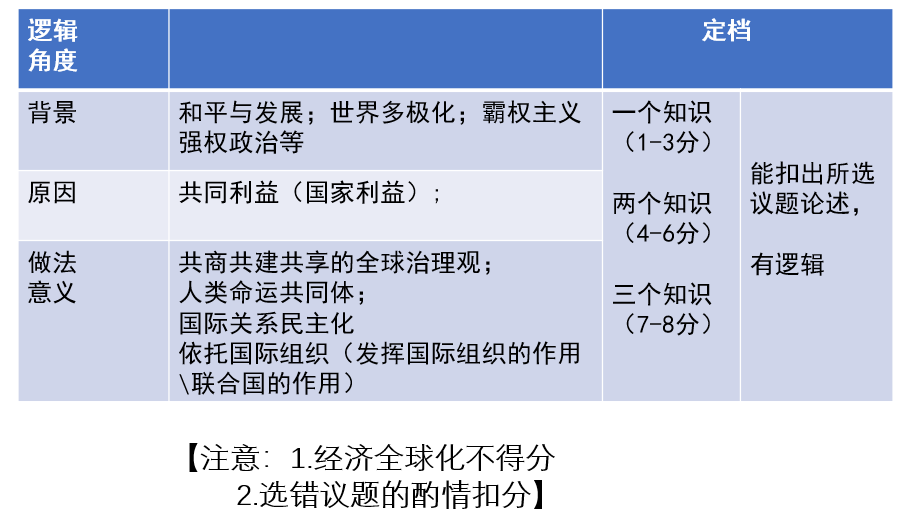 逻辑
角度
定档
背景
和平与发展；世界多极化；霸权主义
强权政治等
一个知识
（1-3分）
原因
共同利益（国家利益）;
两个知识
（4-6分）
能扣出所选
议题论述，
有逻辑
做法
意义
共商共建共享的全球治理观；
人类命运共同体；
国际关系民主化
依托国际组织（发挥国际组织的作用
\联合国的作用）
三个知识
（7-8分）
【注意：1.经济全球化不得分
2.选错议题的酌情扣分】